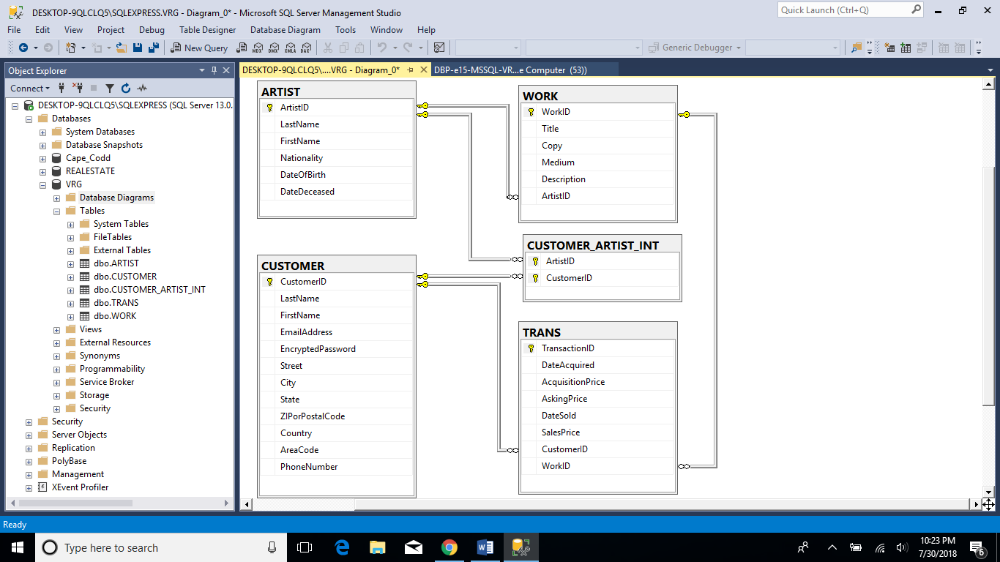 DESKTOP-9QLCLQ5\SQLEXPRESS.VRG - Diagram_0* - Microsoft SQL Server Management Studio
Quick Launch (Ctrl+Q)
File Edit View Project Debug Table Designer Database Diagram Tools Window Help
New Query MDX DMX XMLA DAX Generic Debugger
Object Explorer
DESKTOP-9QLCLQ5\....VRG - Diagram_0*
DBP-e15-MSSQL-VR...e Computer (53))
Connect
DESKTOP-9QLCLQ5\SQLEXPRESS (SQL Server 13.0.
Databases
System Databases
Database Snapshots
Cape_Codd
REALESTATE
VRG
Database Diagrams
Tables
System Tables
FileTables
External Tables
dbo.ARTIST
dbo.CUSTOMER
dbo.CUSTOMER_ARTIST_INT
dbo.TRANS
dbo.WORK
Views
External Resources
Synonyms
Programmability
Service Broker
Storage
Security
Security
Server Objects
Replication
PolyBase
Management
XEvent Profiler
ARTIST
ArtistID
LastName
FirstName
Nationality
DateOfBirth
DateDeceased
WORK
WorkID
Title
Copy
Medium
Description
ArtistID
CUSTOMER_ARTIST_INT
ArtistID
CustomerID
CUSTOMER
CustomerID
LastName
FirstName
EmailAddress
EncryptedPassword
Street
City
State
ZIPorPostalCode
Country
AreaCode
PhoneNumber
TRANS
TransactionID
DateAcquired
AcquisitionPrice
AskingPrice
DateSold
SalesPrice
CustomerID
WorkID
Ready
Type here to search
10:23 PM
7/30/2018
6